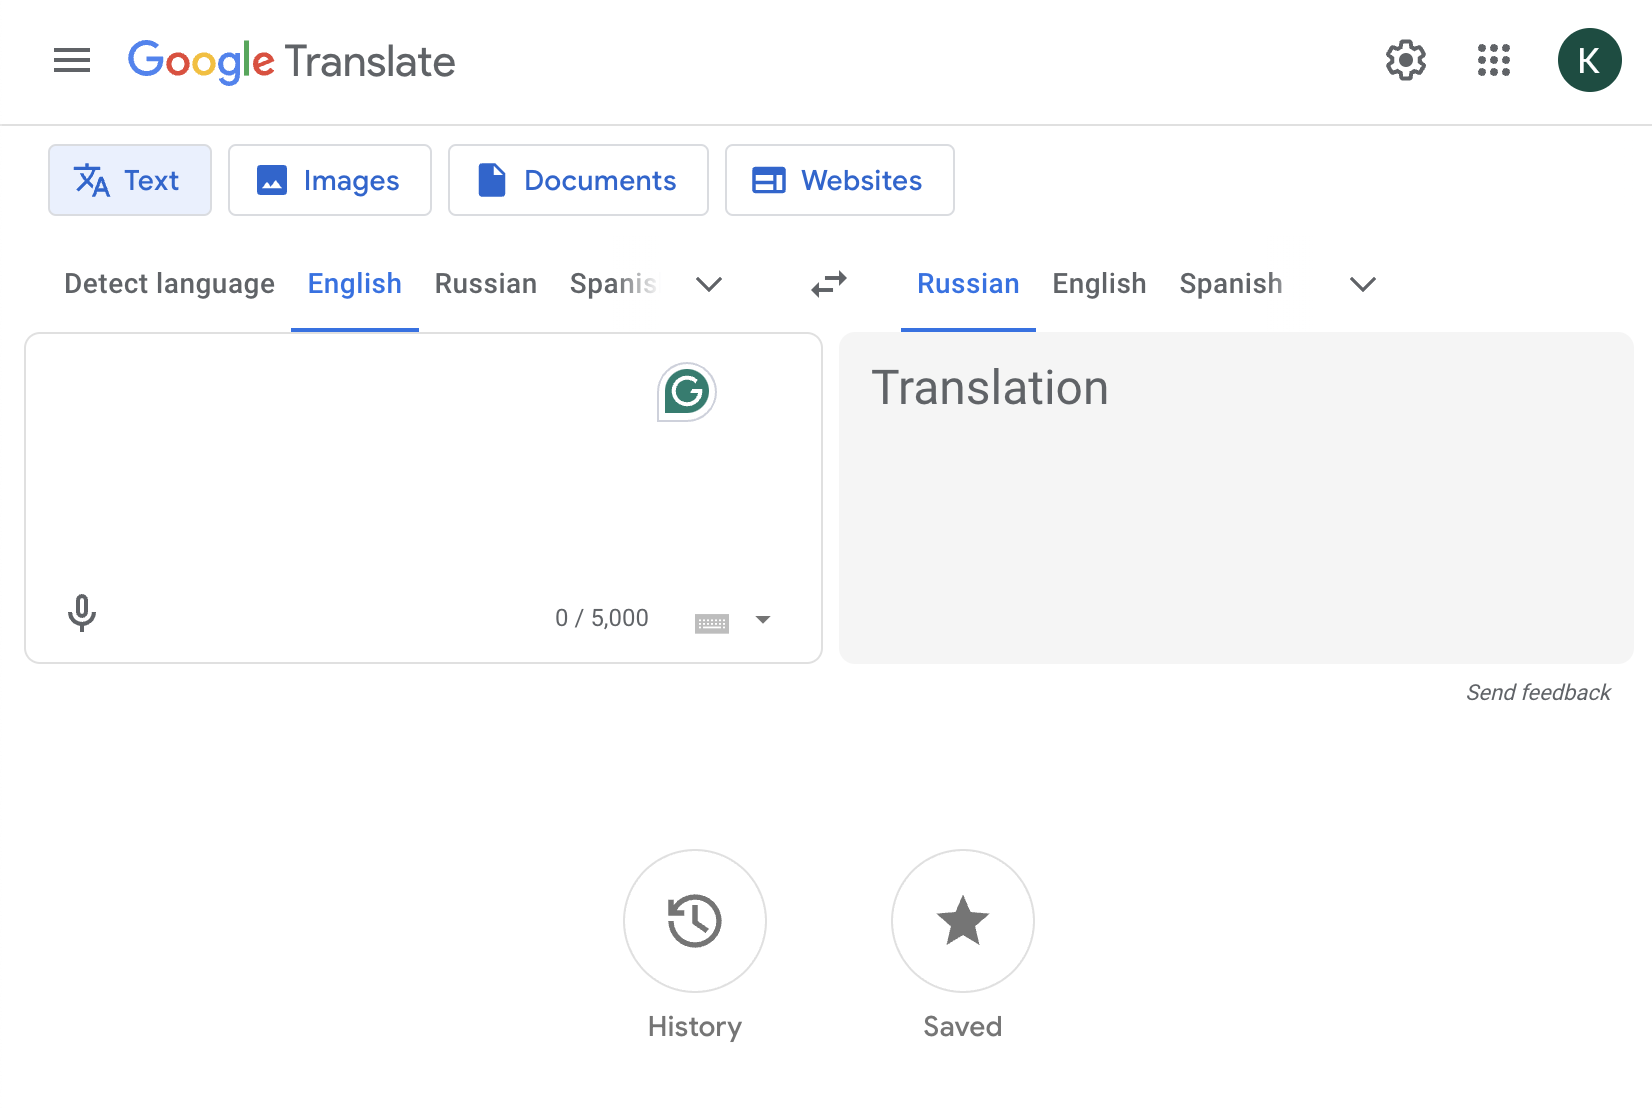 Google Translate
K
Text Images Documents Websites
Detect language English Russian Spanis
Russian English Spanish
Translation
0 / 5,000
Send feedback
History Saved